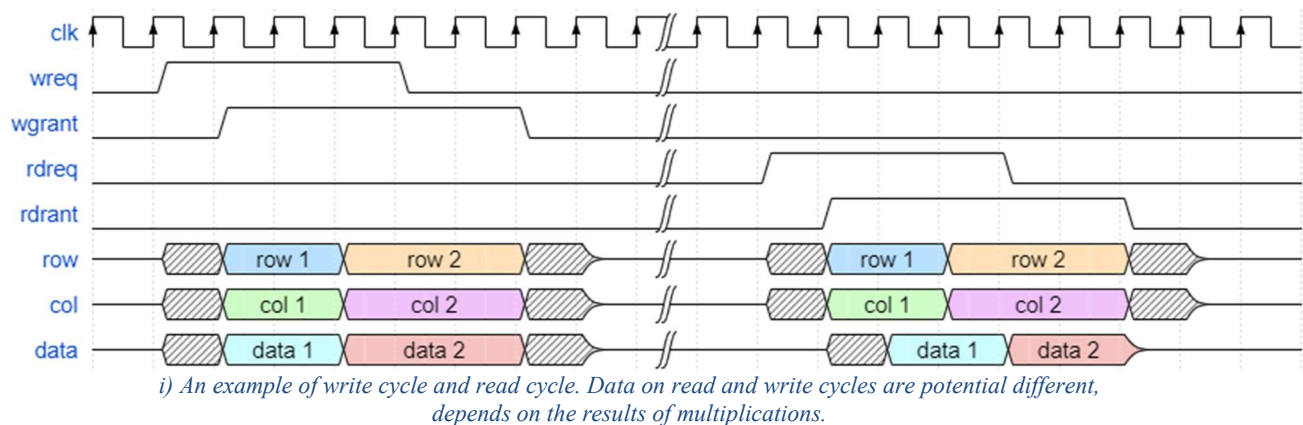 clk
wreq
wgrant
rdreq
rdrant
row row 1 row 2 row 1 row 2
col col 1 col 2 col 1 col 2
data data 1 data 2 data 1 data 2
i) An example of write cycle and read cycle. Data on read and write cycles are potential different,
depends on the results of multiplications.